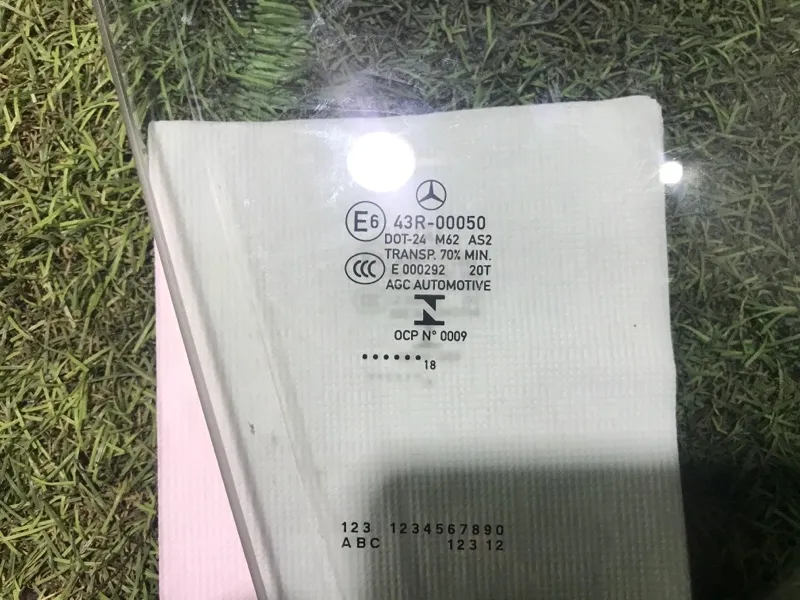 E6 43R-00050
DOT-24 M62 AS2
TRANSP. 70% MIN.
CCC E 000292 20T
AGC AUTOMOTIVE
OCP N° 0009
......18
123 1234567890
ABC 123 12